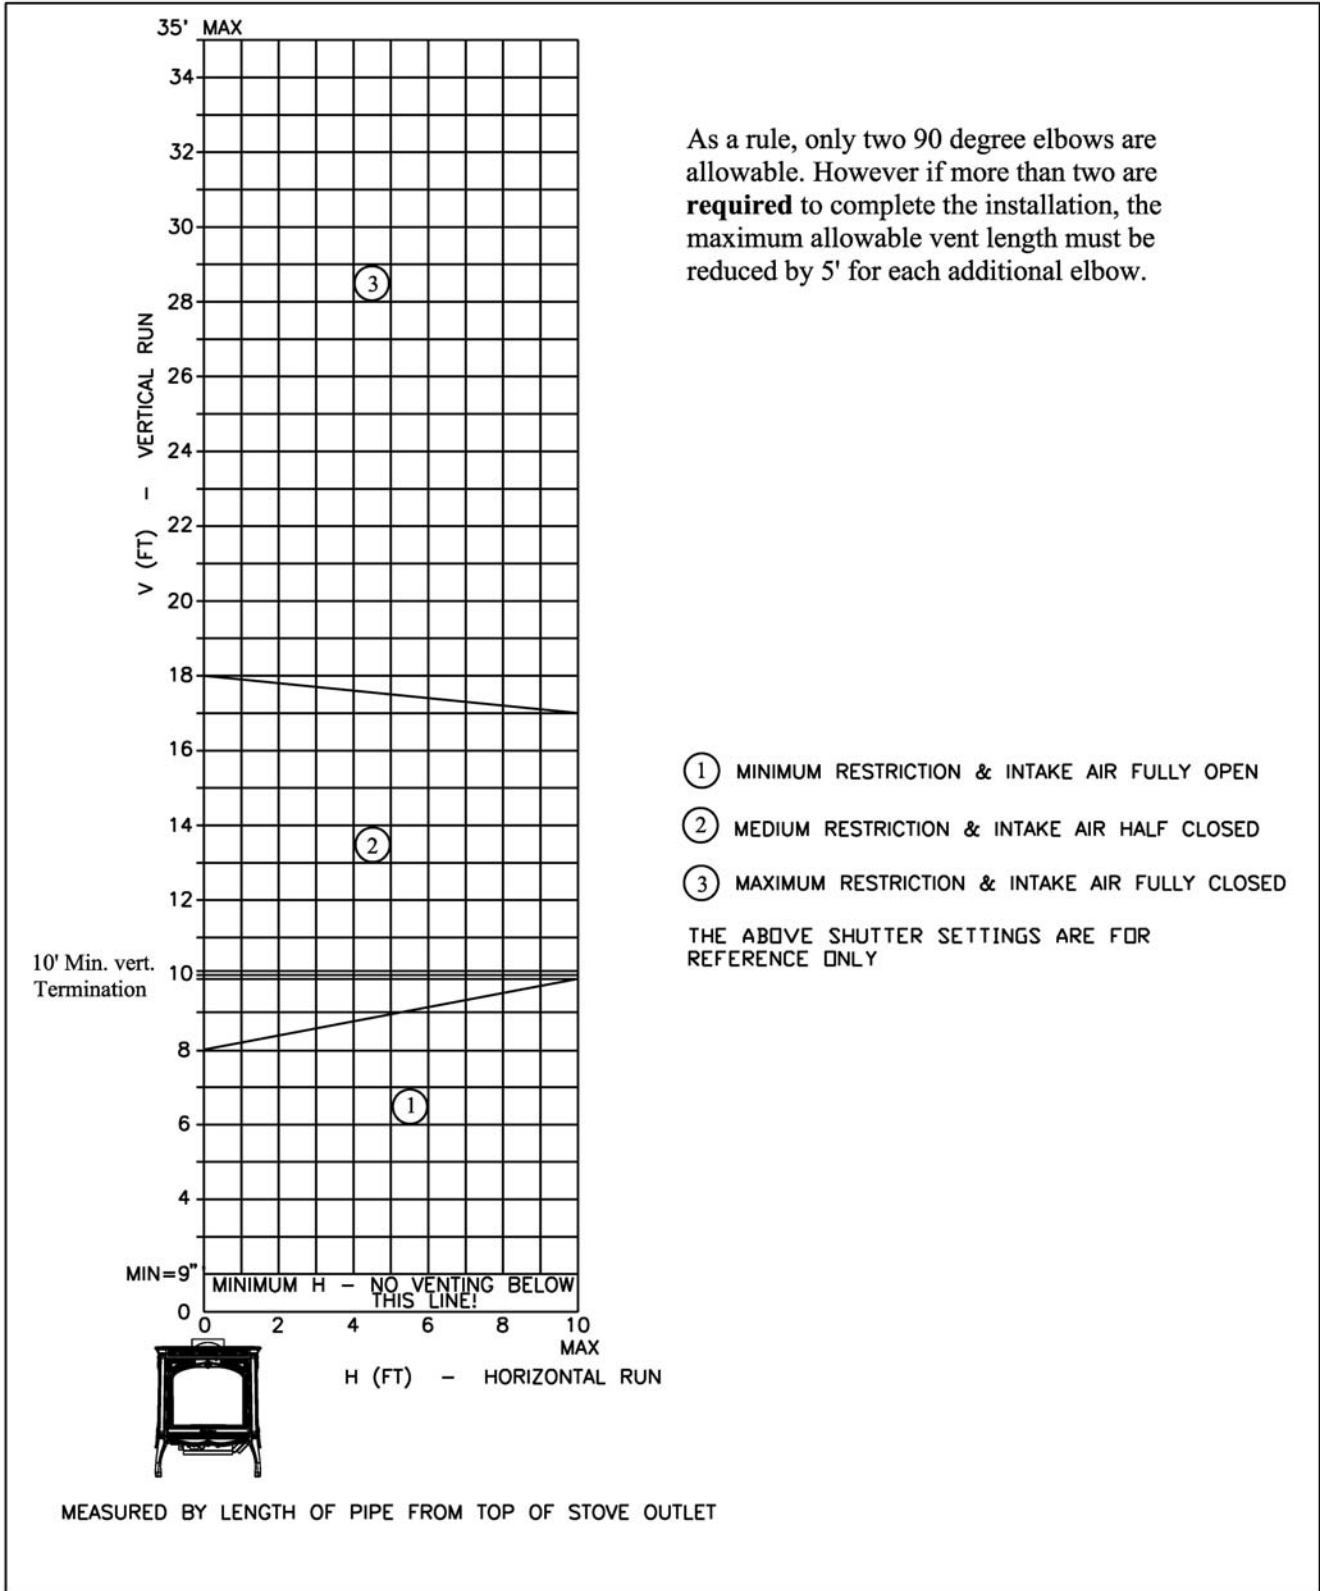 35' MAX
34
32
30
28
26
24
22
20
18
16
14
12
10
8
6
4
MIN=9"
0
V (FT) - VERTICAL RUN
10' Min. vert.
Termination
3
2
1
MINIMUM H - NO VENTING BELOW
THIS LINE!
0 2 4 6 8 10
MAX
H (FT) - HORIZONTAL RUN
As a rule, only two 90 degree elbows are
allowable. However if more than two are
required to complete the installation, the
maximum allowable vent length must be
reduced by 5' for each additional elbow.
1 MINIMUM RESTRICTION & INTAKE AIR FULLY OPEN
2 MEDIUM RESTRICTION & INTAKE AIR HALF CLOSED
3 MAXIMUM RESTRICTION & INTAKE AIR FULLY CLOSED
THE ABOVE SHUTTER SETTINGS ARE FOR
REFERENCE ONLY
MEASURED BY LENGTH OF PIPE FROM TOP OF STOVE OUTLET